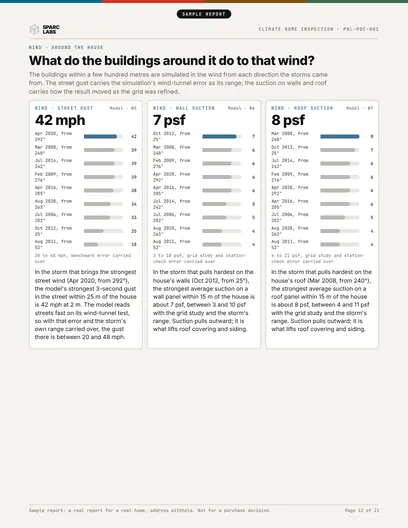 SAMPLE REPORT
SPARC
LABS
CLIMATE HOME INSPECTION · PHL-POC-001
WIND · AROUND THE HOUSE
What do the buildings around it do to that wind?
The buildings within a few hundred metres are simulated in the wind from each direction the storms came
from. The street gust carries the simulation's wind-tunnel error as its range; the suction on walls and roof
carries how the result moved as the grid was refined.
WIND · STREET GUST Model · W5
42 mph
Apr 2020, from
292° 42
Mar 2008, from
240° 39
Jul 2014, from
242° 39
Feb 2009, from
276° 39
Apr 2024, from
285° 38
Aug 2020, from
263° 34
Jul 2006, from
282° 33
Oct 2012, from
25° 25
Aug 2011, from
52° 18
20 to 48 mph, benchmark error carried
over
In the storm that brings the strongest
street wind (Apr 2020, from 292°),
the model's strongest 3-second gust
in the street within 25 m of the house
is 42 mph at 2 m. The model reads
streets fast on its wind-tunnel test,
so with that error and the storm's
own range carried over, the gust
there is between 20 and 48 mph.
WIND · WALL SUCTION Model · W6
7 psf
Oct 2012, from
25° 7
Mar 2008, from
240° 6
Feb 2009, from
276° 6
Apr 2020, from
292° 6
Apr 2024, from
285° 6
Jul 2014, from
242° 5
Jul 2006, from
282° 5
Aug 2020, from
263° 4
Aug 2011, from
52° 4
3 to 10 psf, grid study and station-
check error carried over
In the storm that pulls hardest on the
house's walls (Oct 2012, from 25°),
the strongest average suction on a
wall panel within 15 m of the house is
about 7 psf, between 3 and 10 psf
with the grid study and the storm's
range. Suction pulls outward; it is
what lifts roof covering and siding.
WIND · ROOF SUCTION Model · W7
8 psf
Mar 2008, from
240° 8
Oct 2012, from
25° 7
Jul 2014, from
242° 6
Feb 2009, from
276° 6
Apr 2020, from
292° 6
Apr 2024, from
285° 6
Jul 2006, from
282° 5
Aug 2020, from
263° 4
Aug 2011, from
52° 4
4 to 11 psf, grid study and station-
check error carried over
In the storm that pulls hardest on the
house's roof (Mar 2008, from 240°),
the strongest average suction on a
roof panel within 15 m of the house
is about 8 psf, between 4 and 11 psf
with the grid study and the storm's
range. Suction pulls outward; it is
what lifts roof covering and siding.
Sample report: a real report for a real home, address withheld. Not for a purchase decision.
Page 12 of 21